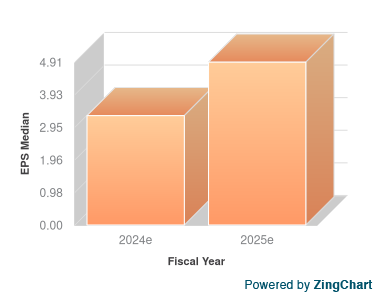 4.91
3.93
2.95
1.96
0.98
0.00
EPS Median
2024e
2025e
Fiscal Year
Powered by ZingChart